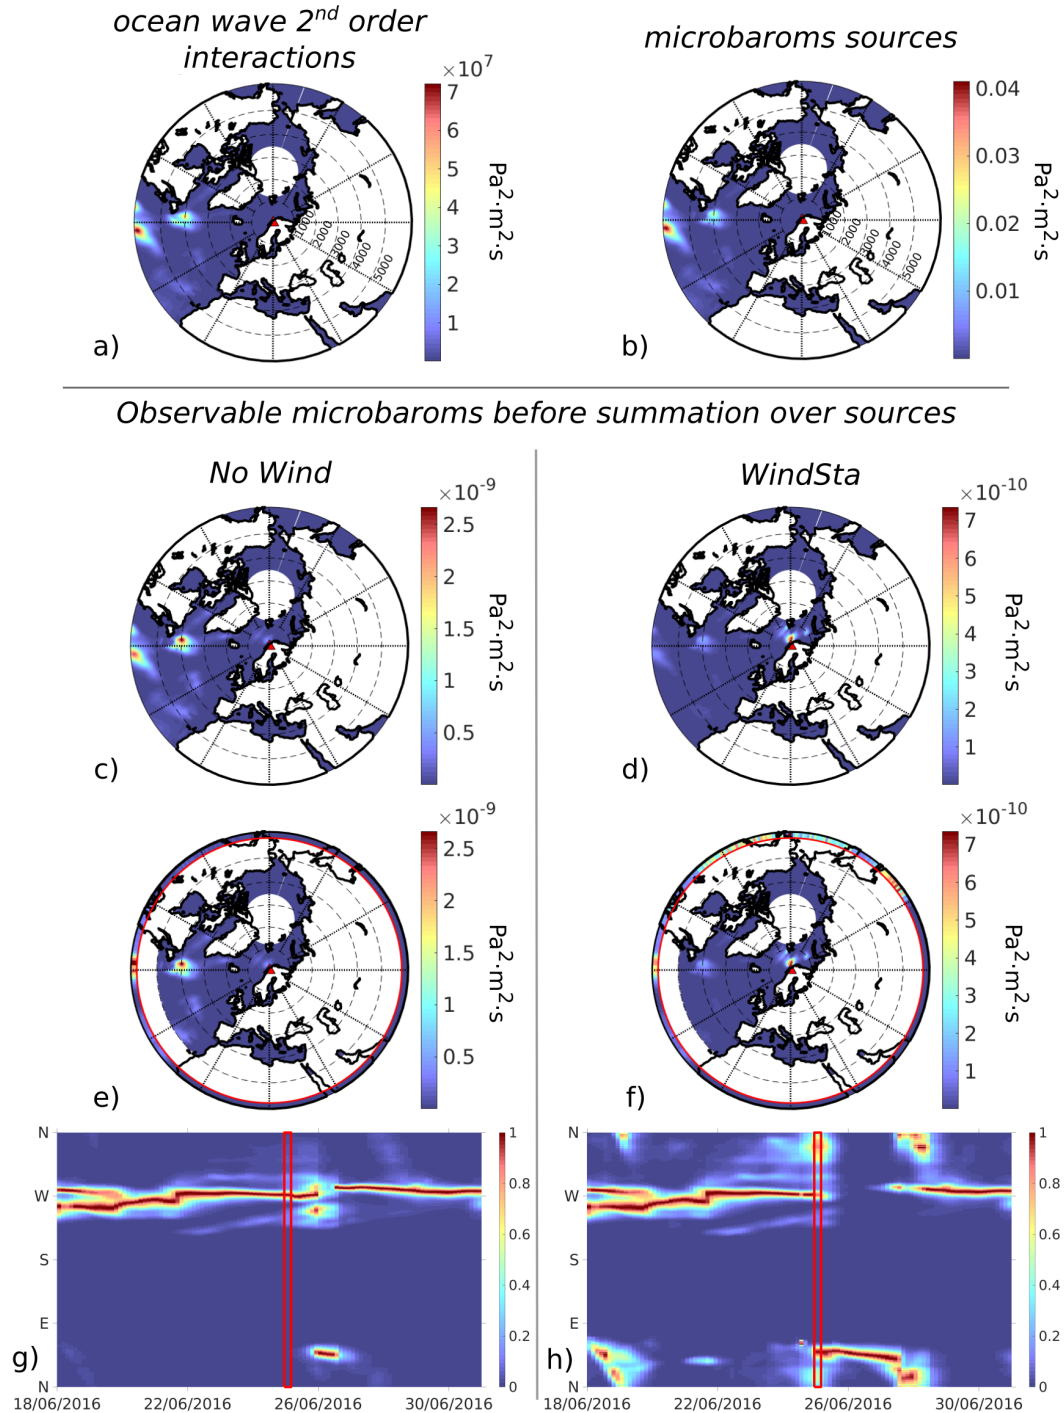 ocean wave 2nd order
interactions
microbaroms sources
×10^7
7
6
5
4
3
2
1
Pa²·m²·s
1000
2000
3000
4000
5000
a)
0.04
0.03
0.02
0.01
Pa²·m²·s
1000
2000
3000
4000
5000
b)
Observable microbaroms before summation over sources
No Wind
WindSta
×10^-9
2.5
2
1.5
1
0.5
Pa²·m²·s
c)
×10^-10
7
6
5
4
3
2
1
Pa²·m²·s
d)
×10^-9
2.5
2
1.5
1
0.5
Pa²·m²·s
e)
×10^-10
7
6
5
4
3
2
1
Pa²·m²·s
f)
N
W
S
E
N
g)
18/06/2016 22/06/2016 26/06/2016 30/06/2016
1
0.8
0.6
0.4
0.2
0
N
W
S
E
N
h)
18/06/2016 22/06/2016 26/06/2016 30/06/2016
1
0.8
0.6
0.4
0.2
0